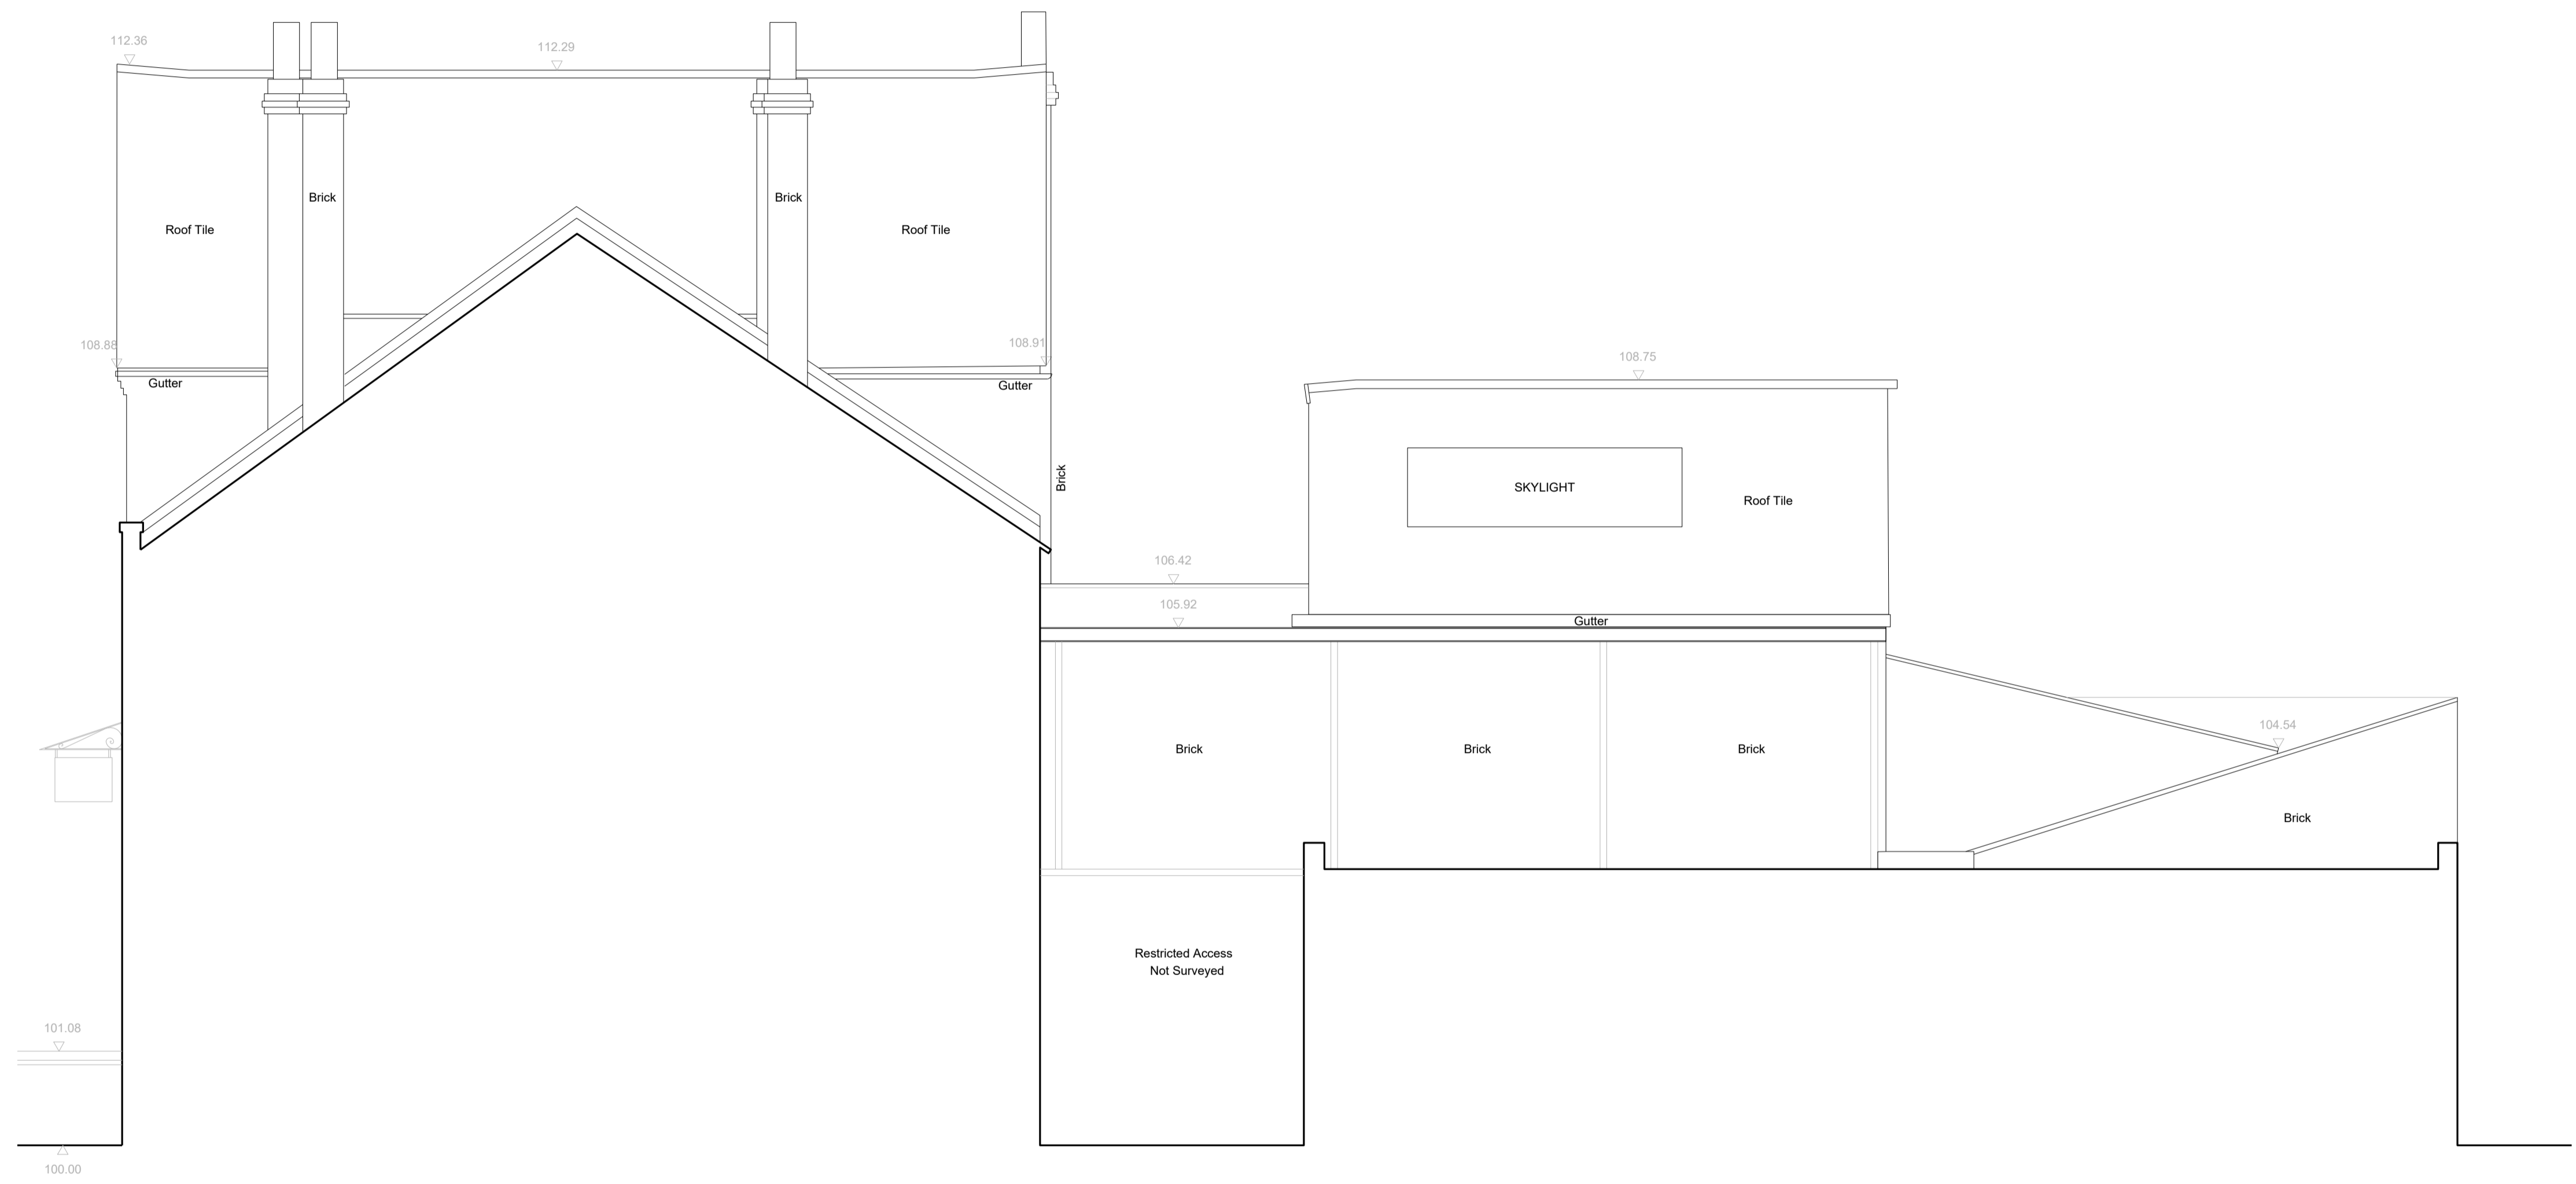 112.36
112.29
Brick
Brick
Roof Tile
Roof Tile
108.88
108.91
108.75
Gutter
Gutter
Brick
SKYLIGHT
Roof Tile
106.42
105.92
Gutter
104.54
Brick
Brick
Brick
Brick
Restricted Access
Not Surveyed
101.08
100.00